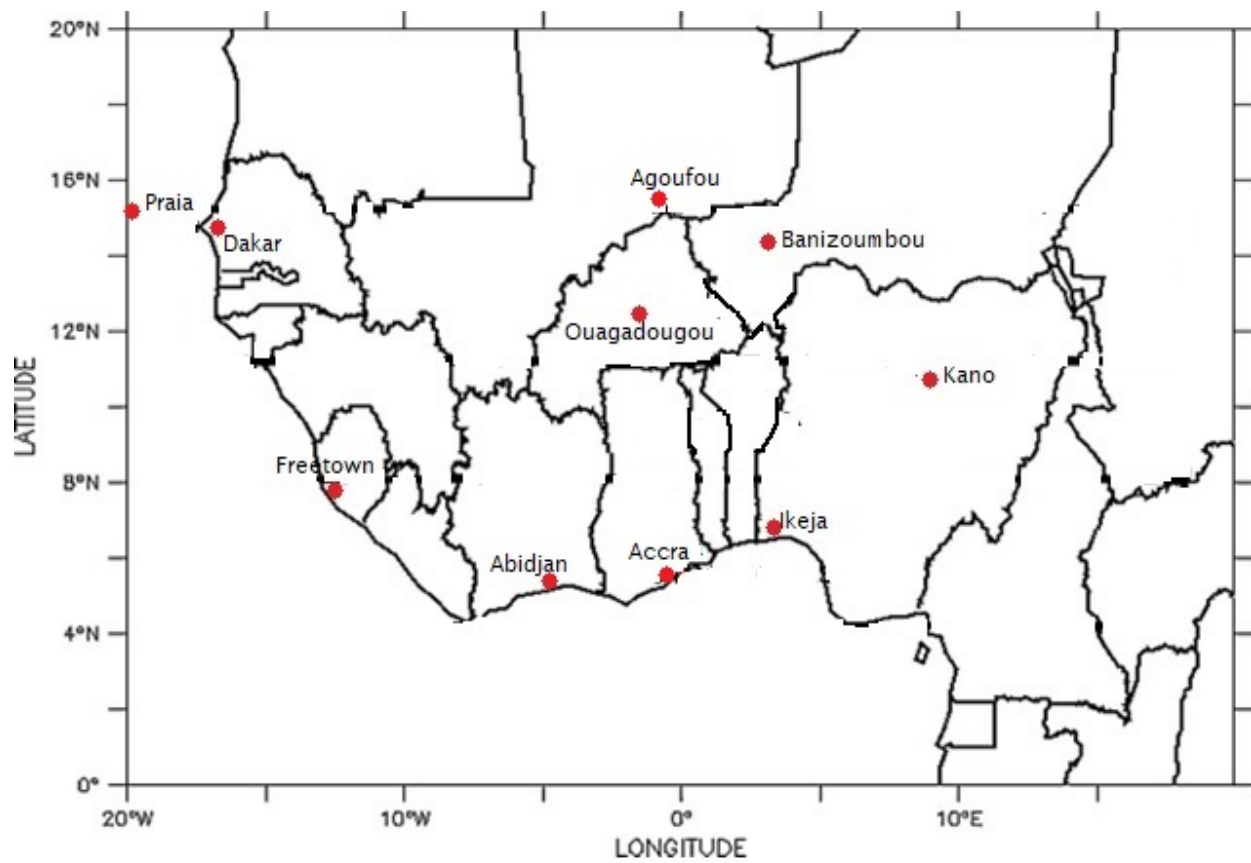 20°N
16°N
12°N
8°N
4°N
0°
LATITUDE
Agoufou
Praia
Dakar
Banizoumbou
Ouagadougou
Kano
Freetown
Ikeja
Accra
Abidjan
20°W
10°W
0°
10°E
LONGITUDE